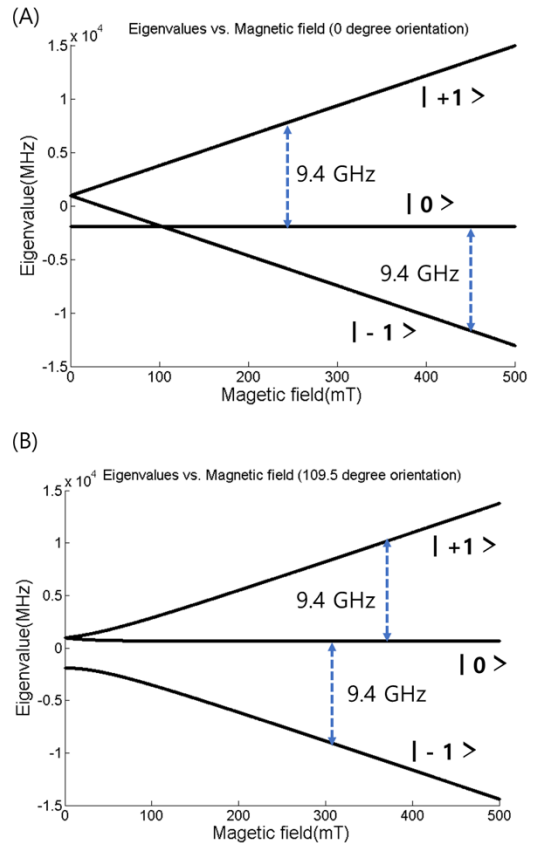 (A)
Eigenvalues vs. Magnetic field (0 degree orientation)
x 10^4
1.5
1
0.5
0
-0.5
-1
-1.5
Eigenvalue(MHz)
| +1 >
9.4 GHz
| 0 >
9.4 GHz
| - 1 >
0 100 200 300 400 500
Magetic field(mT)
(B)
Eigenvalues vs. Magnetic field (109.5 degree orientation)
x 10^4
1.5
1
0.5
0
-0.5
-1
-1.5
Eigenvalue(MHz)
| +1 >
9.4 GHz
| 0 >
9.4 GHz
| - 1 >
0 100 200 300 400 500
Magetic field(mT)